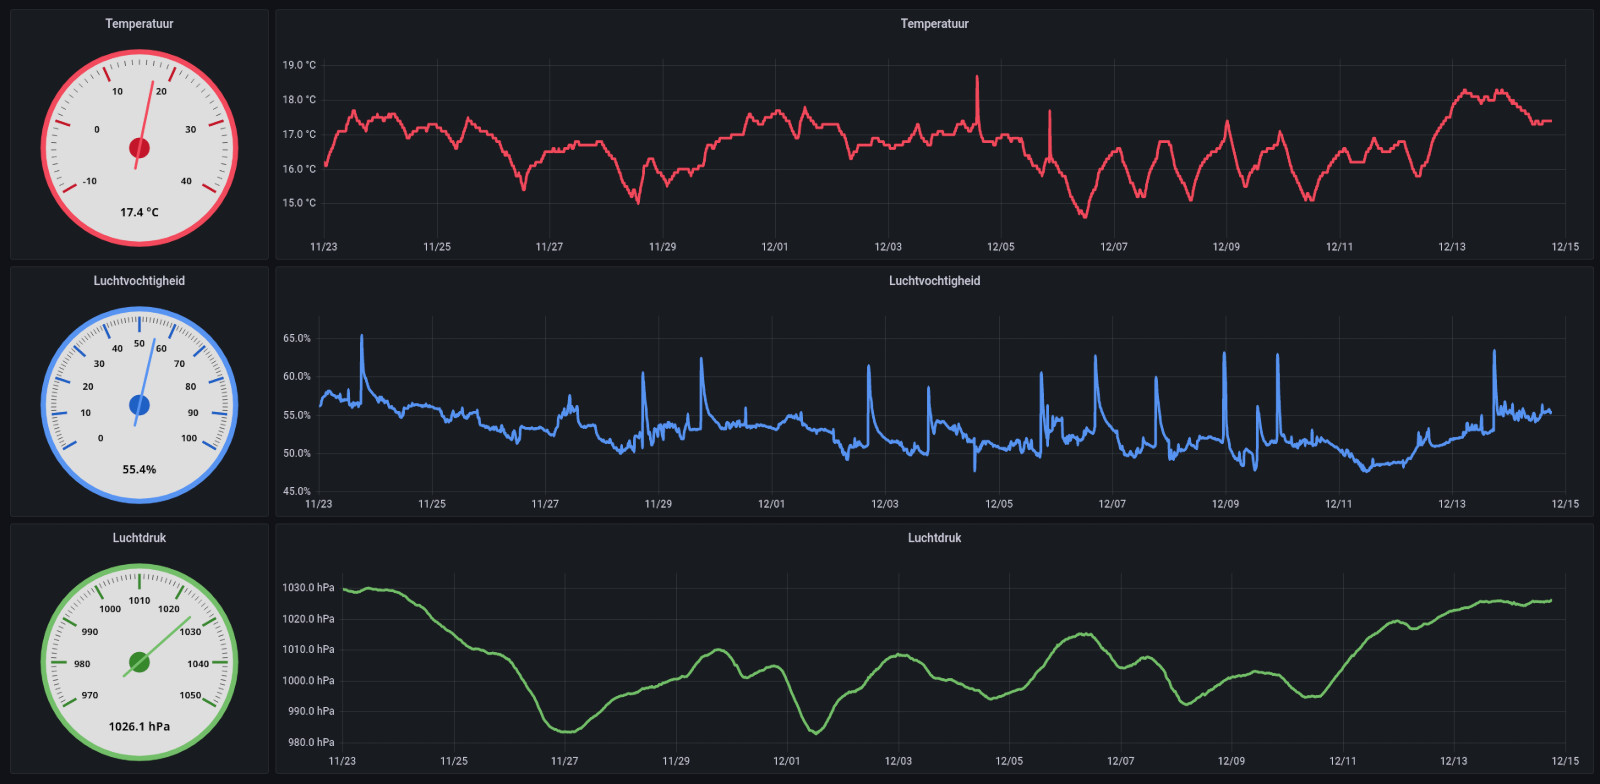 Temperatuur
10
20
0
30
-10
40
17.4 °C
Temperatuur
19.0 °C
18.0 °C
17.0 °C
16.0 °C
15.0 °C
11/23 11/25 11/27 11/29 12/01 12/03 12/05 12/07 12/09 12/11 12/13 12/15
Luchtvochtigheid
50
40 60
30 70
20 80
10 90
0 100
55.4%
Luchtvochtigheid
65.0%
60.0%
55.0%
50.0%
45.0%
11/23 11/25 11/27 11/29 12/01 12/03 12/05 12/07 12/09 12/11 12/13 12/15
Luchtdruk
1010
1000 1020
990 1030
980 1040
970 1050
1026.1 hPa
Luchtdruk
1030.0 hPa
1020.0 hPa
1010.0 hPa
1000.0 hPa
990.0 hPa
980.0 hPa
11/23 11/25 11/27 11/29 12/01 12/03 12/05 12/07 12/09 12/11 12/13 12/15